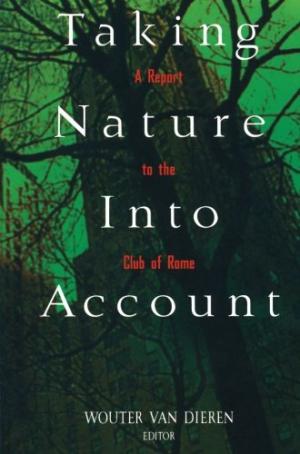 Taking
A Report
Nature
to the
Into
Club of Rome
Account
WOUTER VAN DIEREN
EDITOR